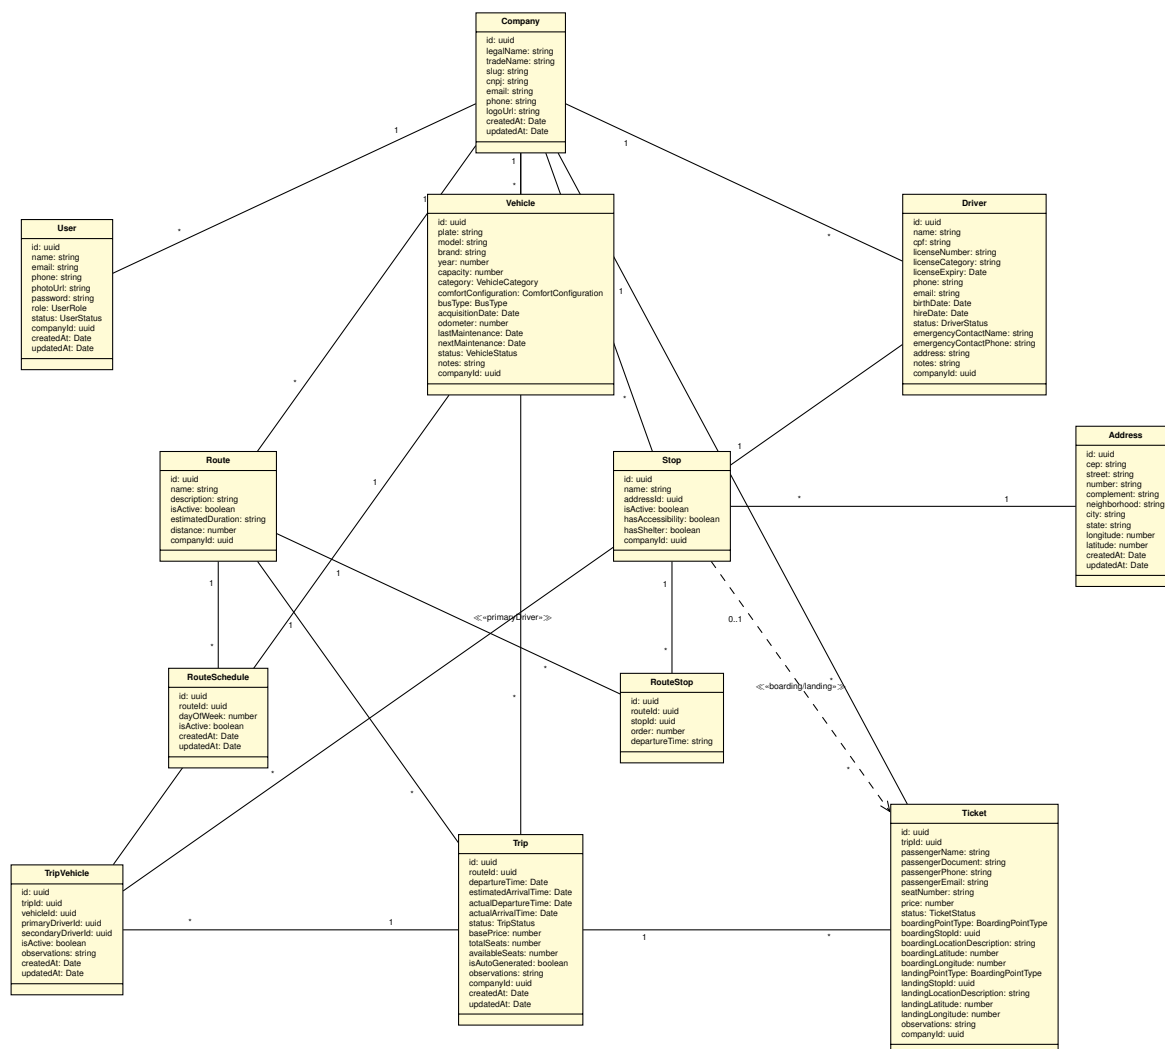 Company
id: uuid
legalName: string
tradeName: string
slug: string
cnpj: string
email: string
phone: string
logoUrl: string
createdAt: Date
updatedAt: Date
1
1
1
*
1
*
*
User
id: uuid
name: string
email: string
phone: string
photoUrl: string
password: string
role: UserRole
status: UserStatus
companyId: uuid
createdAt: Date
updatedAt: Date
Vehicle
id: uuid
plate: string
model: string
brand: string
year: number
capacity: number
category: VehicleCategory
comfortConfiguration: ComfortConfiguration
busType: BusType
acquisitionDate: Date
odometer: number
lastMaintenance: Date
nextMaintenance: Date
status: VehicleStatus
notes: string
companyId: uuid
Driver
id: uuid
name: string
cpf: string
licenseNumber: string
licenseCategory: string
licenseExpiry: Date
phone: string
email: string
birthDate: Date
hireDate: Date
status: DriverStatus
emergencyContactName: string
emergencyContactPhone: string
address: string
notes: string
companyId: uuid
1
*
*
1
1
Route
id: uuid
name: string
description: string
isActive: boolean
estimatedDuration: string
distance: number
companyId: uuid
Stop
id: uuid
name: string
addressId: uuid
isActive: boolean
hasAccessibility: boolean
hasShelter: boolean
companyId: uuid
*
1
Address
id: uuid
cep: string
street: string
number: string
complement: string
neighborhood: string
city: string
state: string
longitude: number
latitude: number
createdAt: Date
updatedAt: Date
1
1
1
1
*
≪«primaryDriver»≫
0..1
*
*
*
≪«boarding/landing»≫
*
RouteSchedule
id: uuid
routeId: uuid
dayOfWeek: number
isActive: boolean
createdAt: Date
updatedAt: Date
RouteStop
id: uuid
routeId: uuid
stopId: uuid
order: number
departureTime: string
*
*
*
*
TripVehicle
id: uuid
tripId: uuid
vehicleId: uuid
primaryDriverId: uuid
secondaryDriverId: uuid
isActive: boolean
observations: string
createdAt: Date
updatedAt: Date
*
1
Trip
id: uuid
routeId: uuid
departureTime: Date
estimatedArrivalTime: Date
actualDepartureTime: Date
actualArrivalTime: Date
status: TripStatus
basePrice: number
totalSeats: number
availableSeats: number
isAutoGenerated: boolean
observations: string
companyId: uuid
createdAt: Date
updatedAt: Date
1
*
Ticket
id: uuid
tripId: uuid
passengerName: string
passengerDocument: string
passengerPhone: string
passengerEmail: string
seatNumber: string
price: number
status: TicketStatus
boardingPointType: BoardingPointType
boardingStopId: uuid
boardingLocationDescription: string
boardingLatitude: number
boardingLongitude: number
landingPointType: BoardingPointType
landingStopId: uuid
landingLocationDescription: string
landingLatitude: number
landingLongitude: number
observations: string
companyId: uuid